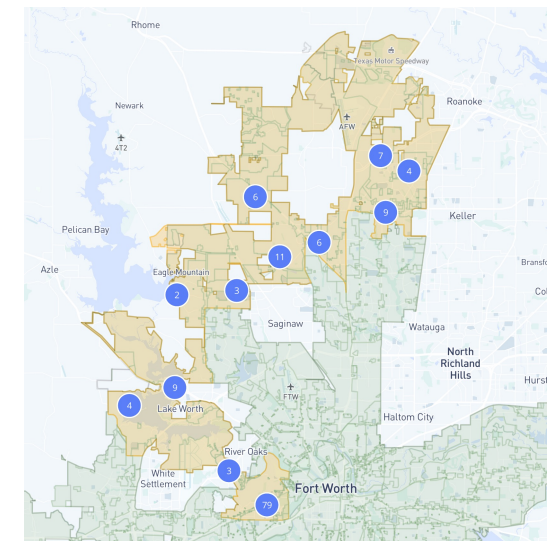 Rhome
Texas Motor Speedway
Newark
Roanoke
AFW
4T2
7
4
6
9
Keller
Pelican Bay
6
11
Bransfo
Azle
Eagle Mountain
3
2
Col
Saginaw
Watauga
North
Richland
Hills
Hurst
9
FTW
4
Lake Worth
Haltom City
River Oaks
3
White
Settlement
Fort Worth
79